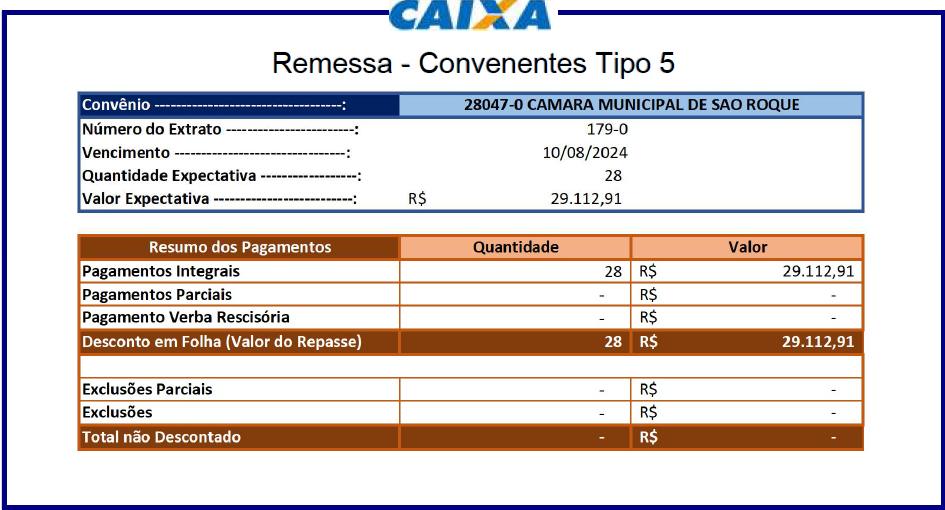 CAIXA
Remessa - Convenentes Tipo 5
Convênio -----------------------------------: 28047-0 CAMARA MUNICIPAL DE SAO ROQUE
Número do Extrato ------------------------: 179-0
Vencimento --------------------------------: 10/08/2024
Quantidade Expectativa ------------------: 28
Valor Expectativa --------------------------: R$ 29.112,91
Resumo dos Pagamentos Quantidade Valor
Pagamentos Integrais 28 R$ 29.112,91
Pagamentos Parciais - R$ -
Pagamento Verba Rescisória - R$ -
Desconto em Folha (Valor do Repasse) 28 R$ 29.112,91
Exclusões Parciais - R$ -
Exclusões - R$ -
Total não Descontado - R$ -